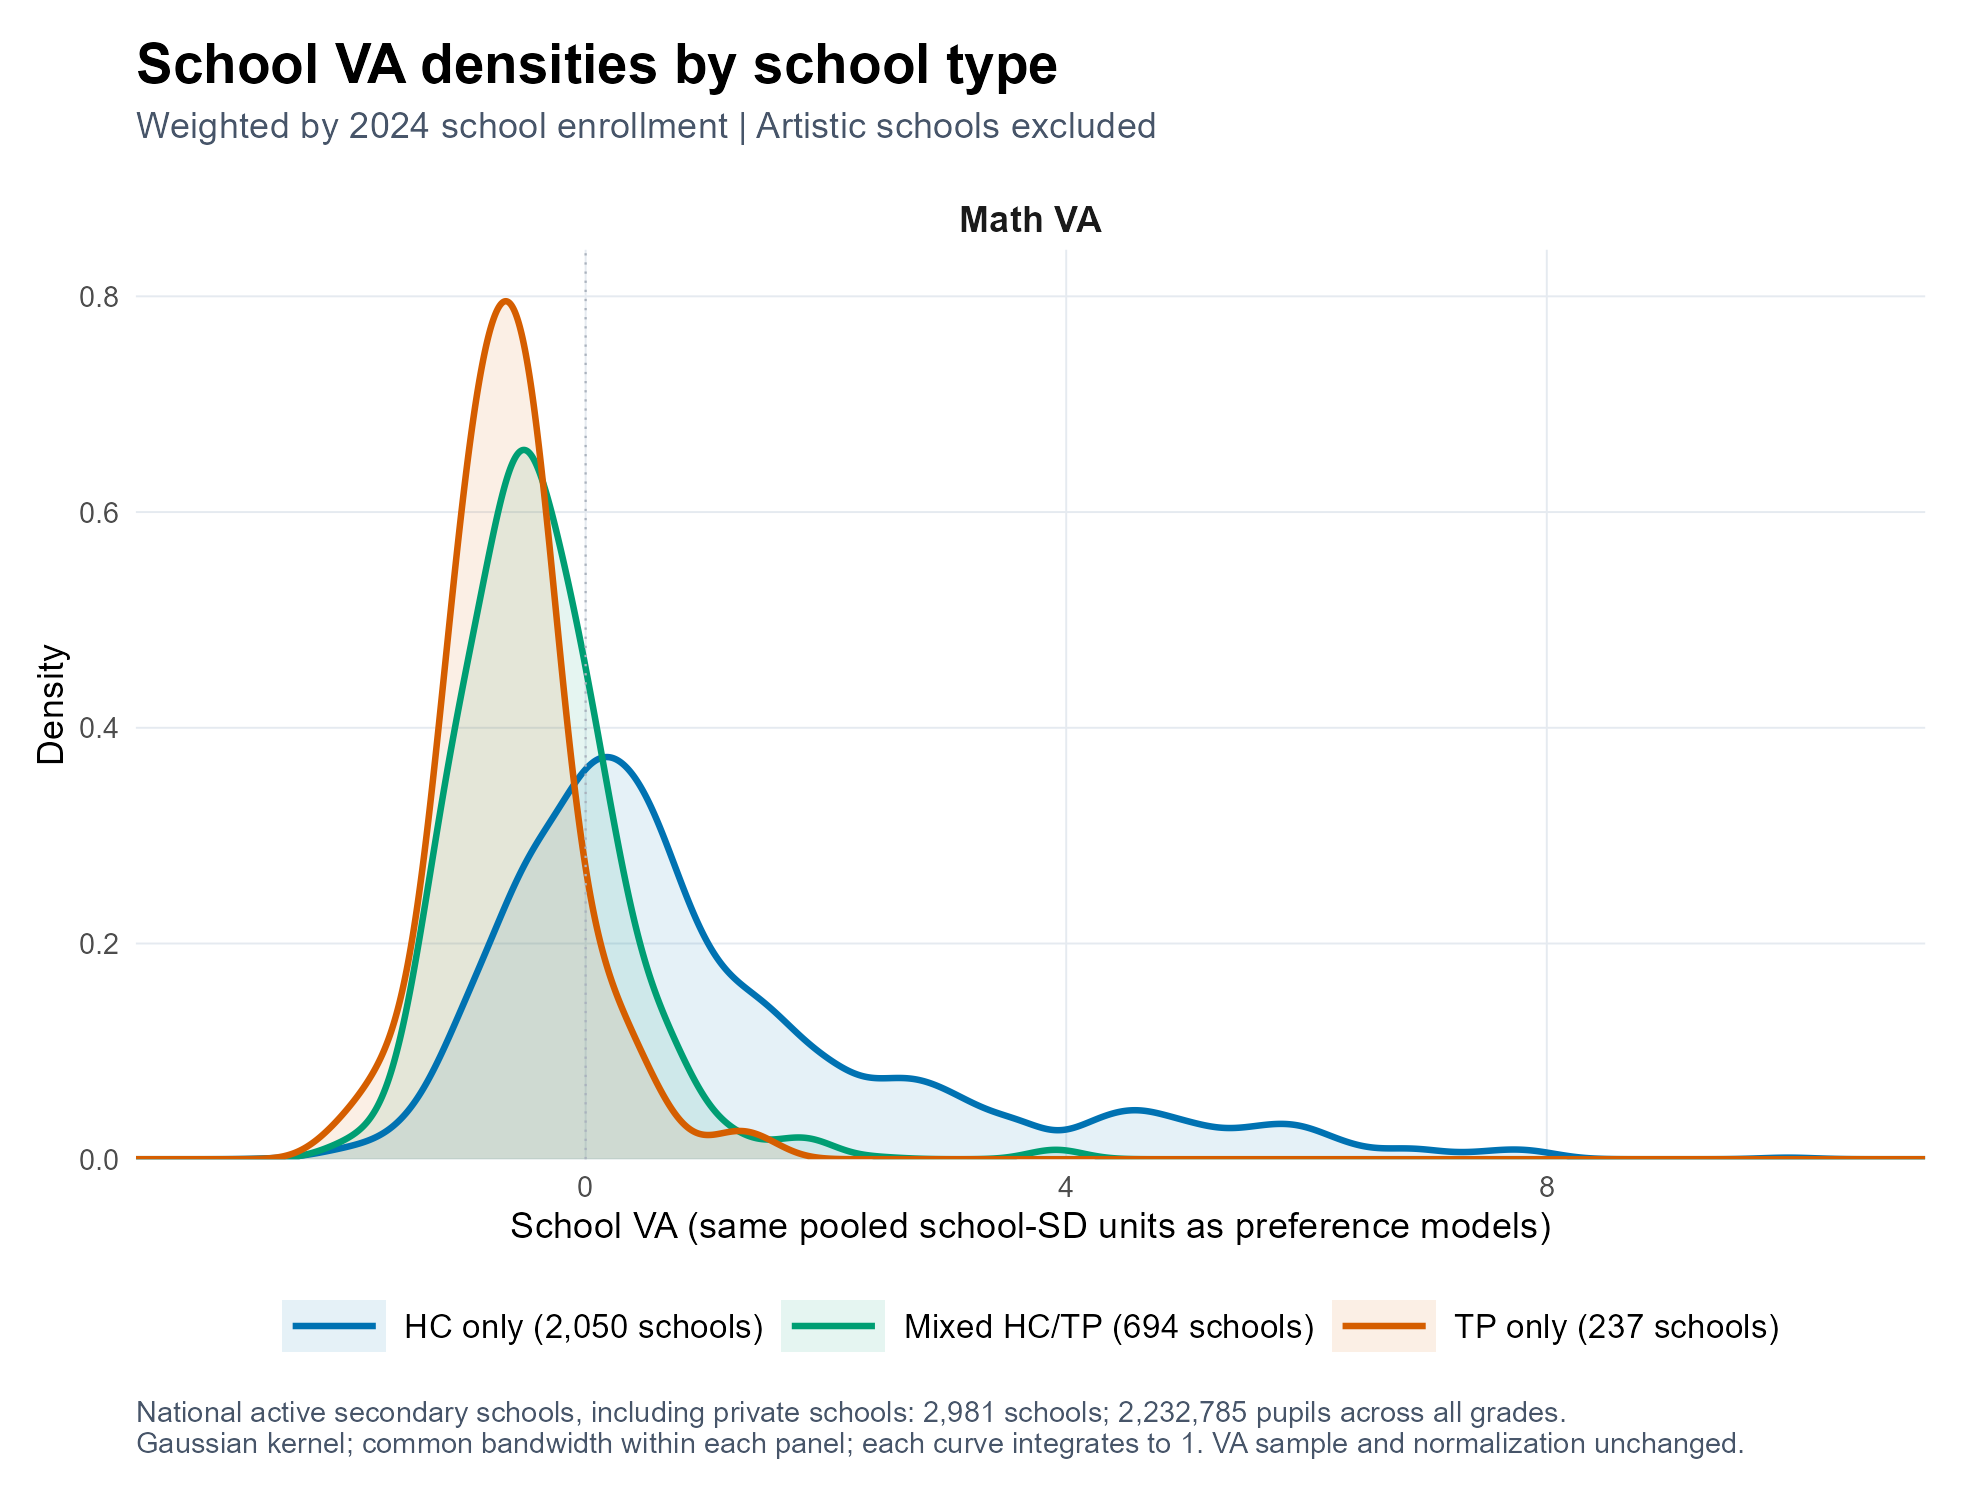 School VA densities by school type
Weighted by 2024 school enrollment | Artistic schools excluded
Math VA
0.8
0.6
0.4
0.2
0.0
Density
0 4 8
School VA (same pooled school-SD units as preference models)
HC only (2,050 schools) Mixed HC/TP (694 schools) TP only (237 schools)
National active secondary schools, including private schools: 2,981 schools; 2,232,785 pupils across all grades.
Gaussian kernel; common bandwidth within each panel; each curve integrates to 1. VA sample and normalization unchanged.